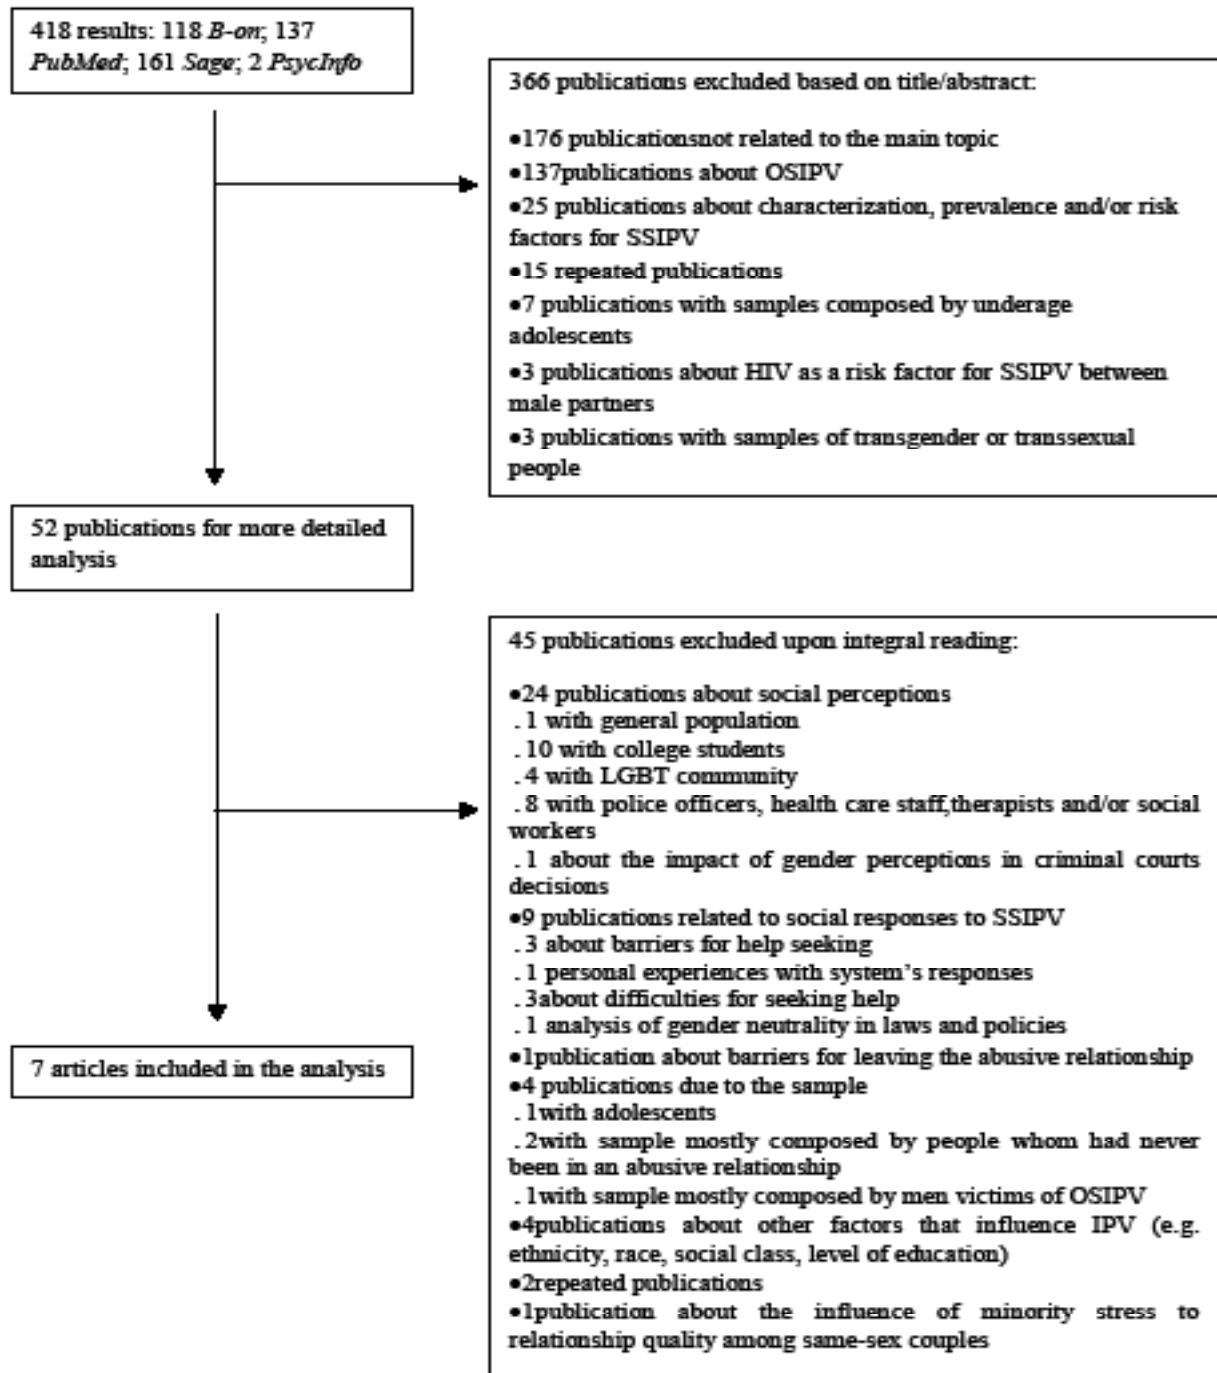 418 results: 118 B-on; 137
PubMed; 161 Sage; 2 PsycInfo
366 publications excluded based on title/abstract:
●176 publicationsnot related to the main topic
●137publications about OSIPV
●25 publications about characterization, prevalence and/or risk
factors for SSIPV
●15 repeated publications
●7 publications with samples composed by underage
adolescents
●3 publications about HIV as a risk factor for SSIPV between
male partners
●3 publications with samples of transgender or transsexual
people
52 publications for more detailed
analysis
45 publications excluded upon integral reading:
●24 publications about social perceptions
. 1 with general population
. 10 with college students
. 4 with LGBT community
. 8 with police officers, health care staff,therapists and/or social
workers
. 1 about the impact of gender perceptions in criminal courts
decisions
●9 publications related to social responses to SSIPV
. 3 about barriers for help seeking
. 1 personal experiences with system's responses
. 3about difficulties for seeking help
. 1 analysis of gender neutrality in laws and policies
●1publication about barriers for leaving the abusive relationship
●4 publications due to the sample
. 1with adolescents
. 2with sample mostly composed by people whom had never
been in an abusive relationship
. 1with sample mostly composed by men victims of OSIPV
●4publications about other factors that influence IPV (e.g.
ethnicity, race, social class, level of education)
●2repeated publications
●1publication about the influence of minority stress to
relationship quality among same-sex couples
7 articles included in the analysis